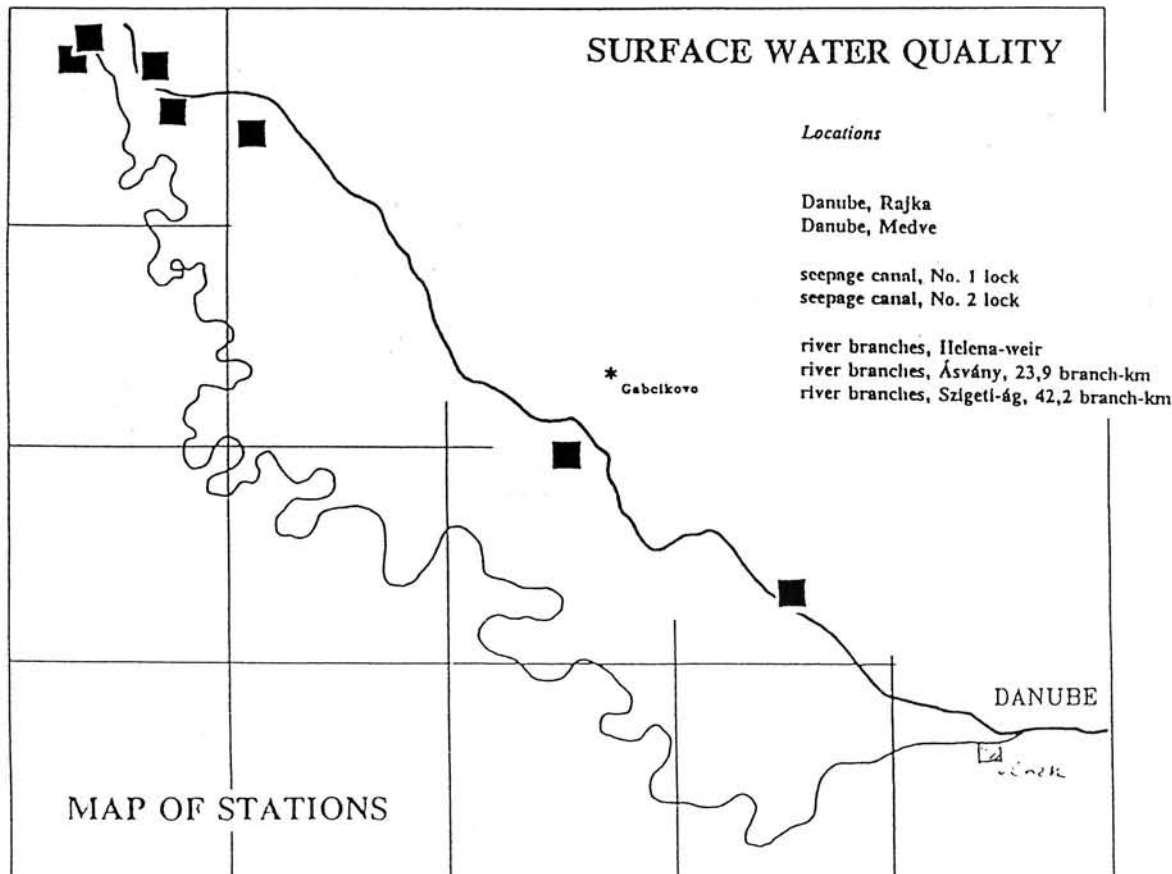 SURFACE WATER QUALITY
Locations
Danube, Rajka
Danube, Medve
seepage canal, No. 1 lock
seepage canal, No. 2 lock
river branches, Helena-weir
river branches, Ásvány, 23,9 branch-km
river branches, Szigeti-ág, 42,2 branch-km
*
Gabcikovo
DANUBE
MAP OF STATIONS